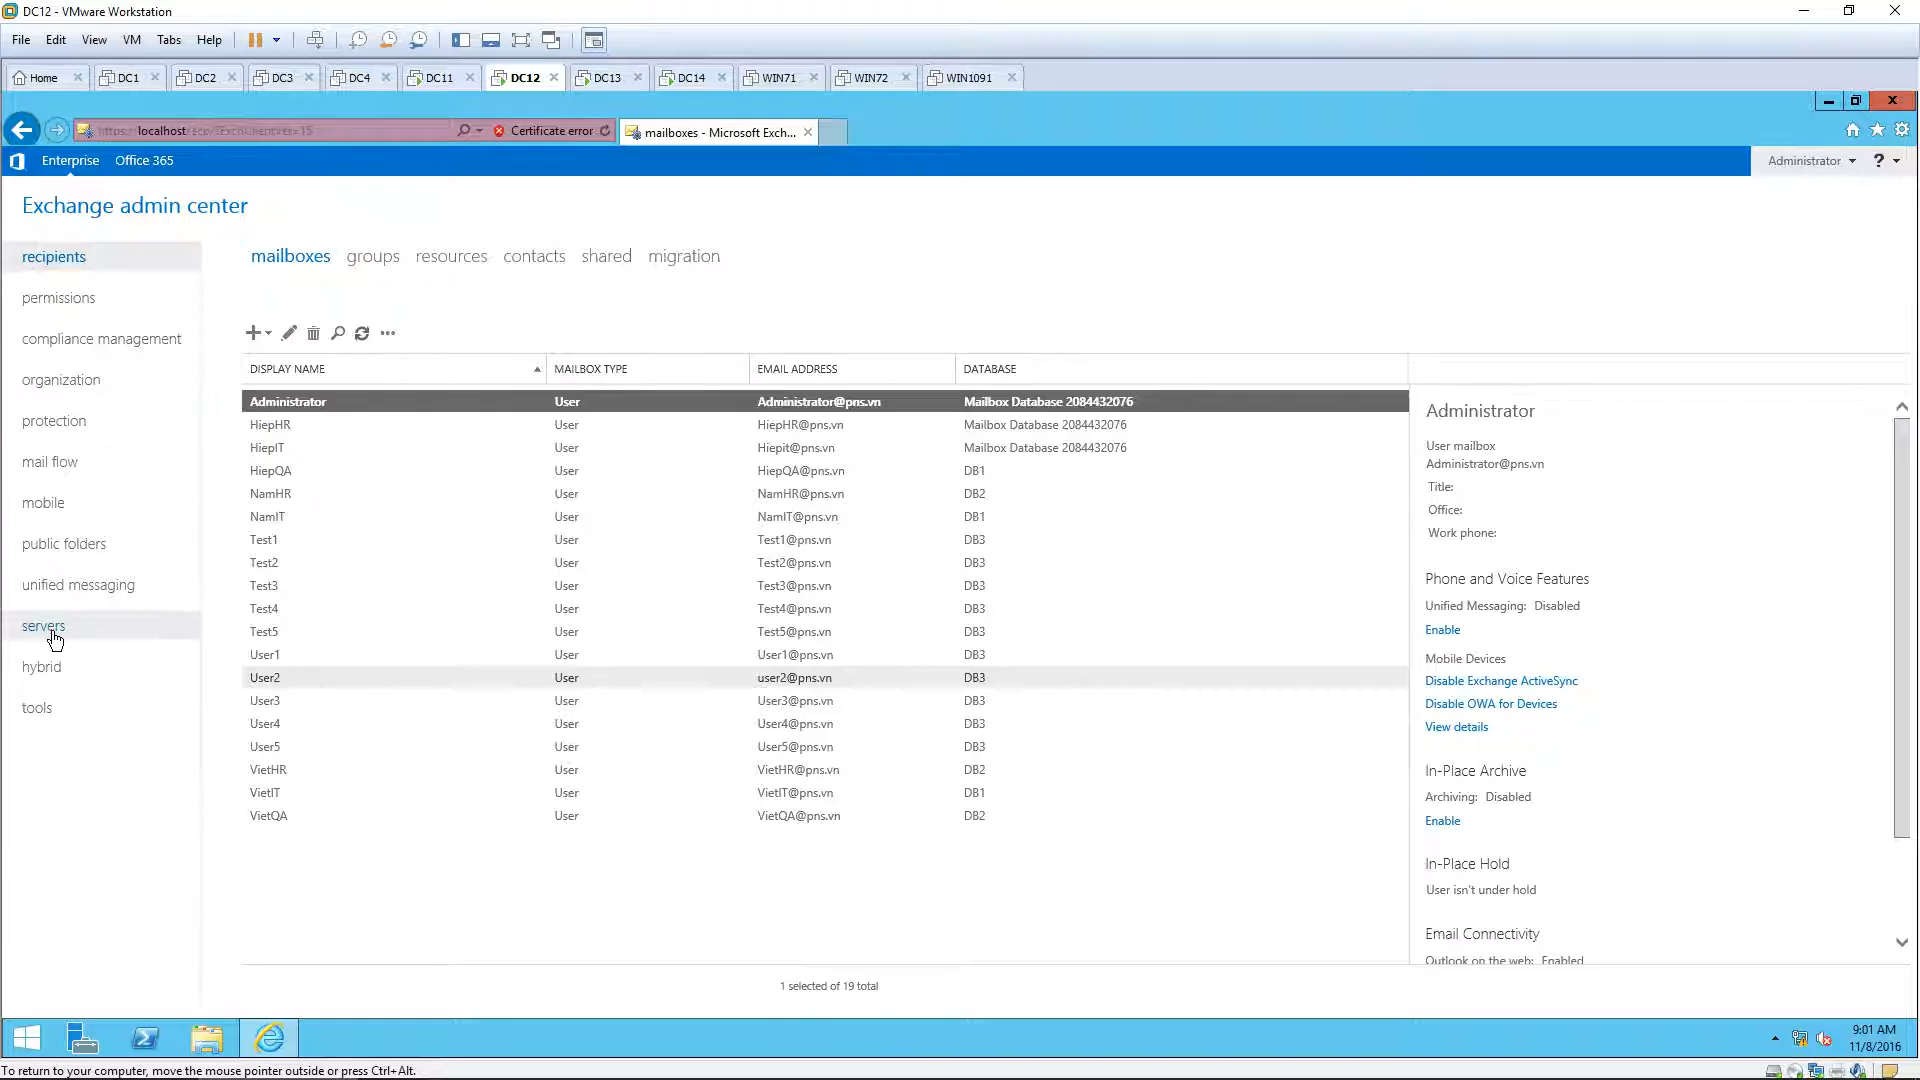 DC12 - VMware Workstation
File Edit View VM Tabs Help
Home DC1 DC2 DC3 DC4 DC11 DC12 DC13 DC14 WIN71 WIN72 WIN1091
https://localhost/ecp/?ExchClientVer=15 Certificate error mailboxes - Microsoft Exch...
Enterprise Office 365 Administrator ?
Exchange admin center
recipients
permissions
compliance management
organization
protection
mail flow
mobile
public folders
unified messaging
servers
hybrid
tools
mailboxes groups resources contacts shared migration
DISPLAY NAME MAILBOX TYPE EMAIL ADDRESS DATABASE
Administrator User Administrator@pns.vn Mailbox Database 2084432076
HiepHR User HiepHR@pns.vn Mailbox Database 2084432076
HiepIT User Hiepit@pns.vn Mailbox Database 2084432076
HiepQA User HiepQA@pns.vn DB1
NamHR User NamHR@pns.vn DB2
NamIT User NamIT@pns.vn DB1
Test1 User Test1@pns.vn DB3
Test2 User Test2@pns.vn DB3
Test3 User Test3@pns.vn DB3
Test4 User Test4@pns.vn DB3
Test5 User Test5@pns.vn DB3
User1 User User1@pns.vn DB3
User2 User user2@pns.vn DB3
User3 User User3@pns.vn DB3
User4 User User4@pns.vn DB3
User5 User User5@pns.vn DB3
VietHR User VietHR@pns.vn DB2
VietIT User VietIT@pns.vn DB1
VietQA User VietQA@pns.vn DB2
1 selected of 19 total
Administrator
User mailbox
Administrator@pns.vn
Title:
Office:
Work phone:
Phone and Voice Features
Unified Messaging: Disabled
Enable
Mobile Devices
Disable Exchange ActiveSync
Disable OWA for Devices
View details
In-Place Archive
Archiving: Disabled
Enable
In-Place Hold
User isn't under hold
Email Connectivity
Outlook on the web: Enabled
9:01 AM
11/8/2016
To return to your computer, move the mouse pointer outside or press Ctrl+Alt.